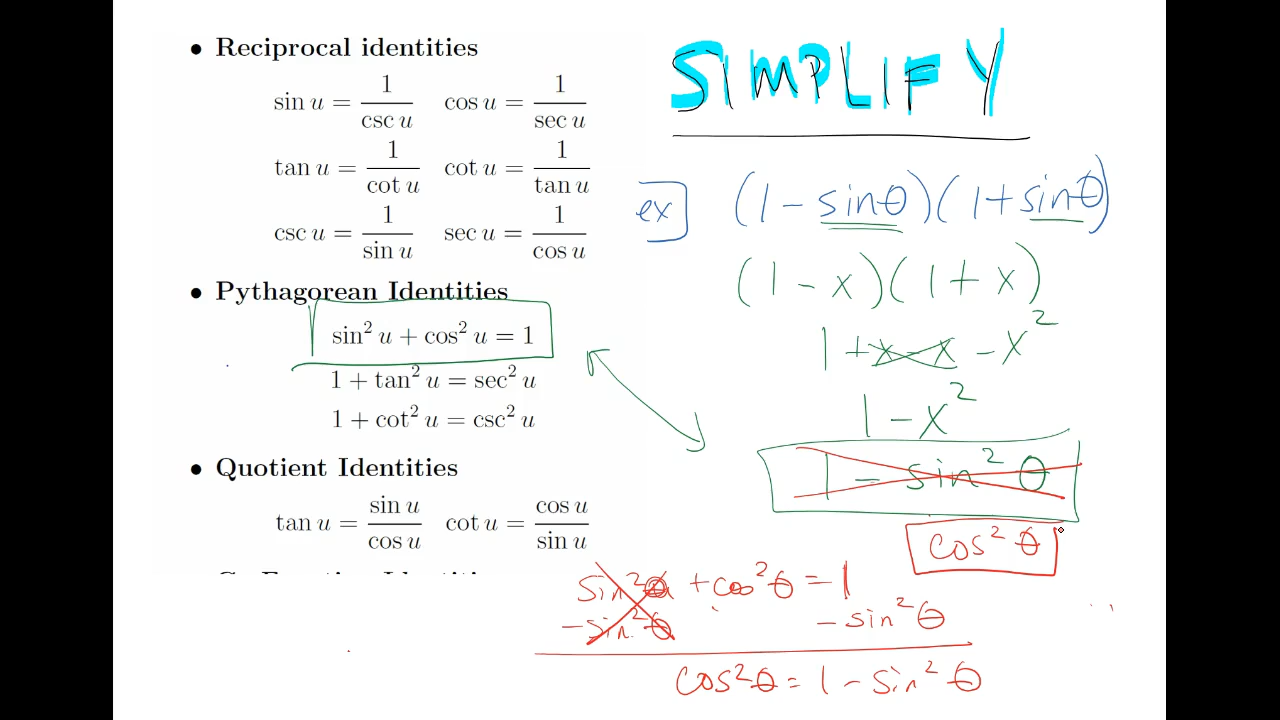 • Reciprocal identities
sin u = 1/csc u    cos u = 1/sec u
tan u = 1/cot u    cot u = 1/tan u
csc u = 1/sin u    sec u = 1/cos u
• Pythagorean Identities
sin² u + cos² u = 1
1 + tan² u = sec² u
1 + cot² u = csc² u
• Quotient Identities
tan u = sin u/cos u    cot u = cos u/sin u
SIMPLIFY
ex (1 - sinθ)(1 + sinθ)
(1 - x)(1 + x)
1 + x - x - x²
1 - x²
1 - sin² θ
cos² θ
sin²θ + cos²θ = 1
- sin²θ    - sin²θ
cos²θ = 1 - sin²θ